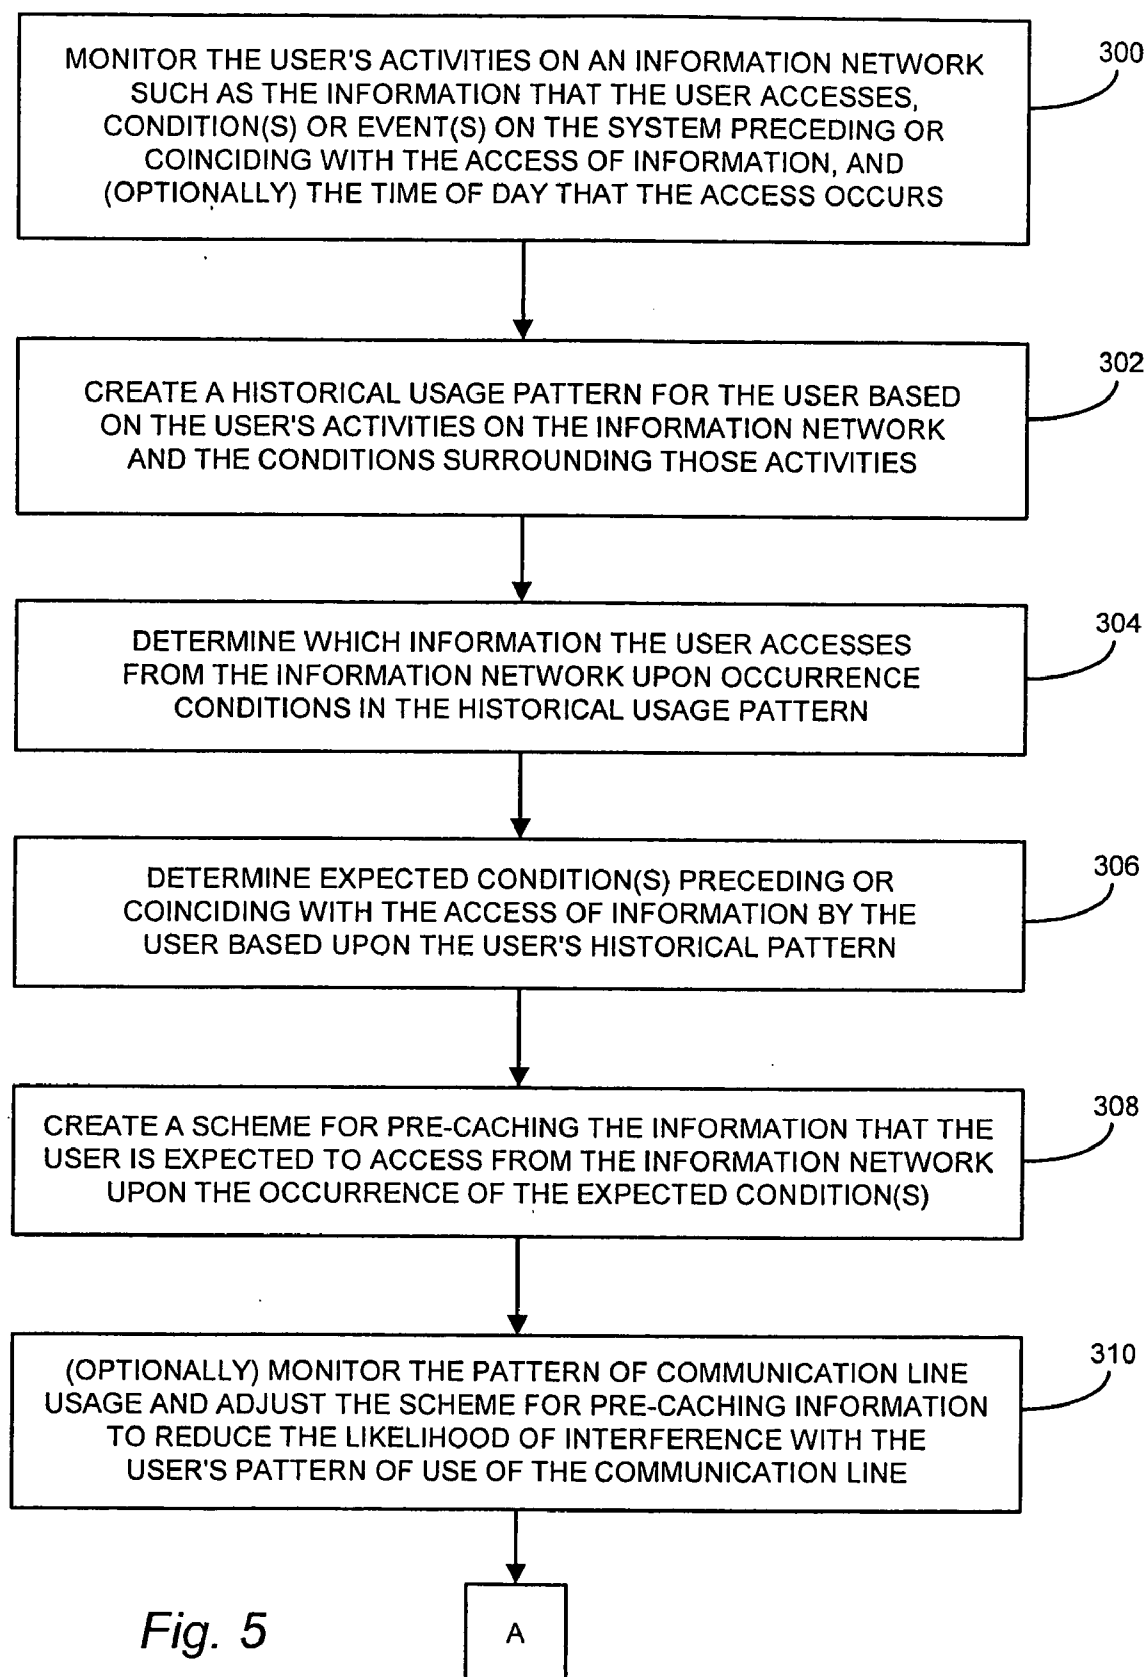 MONITOR THE USER'S ACTIVITIES ON AN INFORMATION NETWORK
SUCH AS THE INFORMATION THAT THE USER ACCESSES,
CONDITION(S) OR EVENT(S) ON THE SYSTEM PRECEDING OR
COINCIDING WITH THE ACCESS OF INFORMATION, AND
(OPTIONALLY) THE TIME OF DAY THAT THE ACCESS OCCURS
300
CREATE A HISTORICAL USAGE PATTERN FOR THE USER BASED
ON THE USER'S ACTIVITIES ON THE INFORMATION NETWORK
AND THE CONDITIONS SURROUNDING THOSE ACTIVITIES
302
DETERMINE WHICH INFORMATION THE USER ACCESSES
FROM THE INFORMATION NETWORK UPON OCCURRENCE
CONDITIONS IN THE HISTORICAL USAGE PATTERN
304
DETERMINE EXPECTED CONDITION(S) PRECEDING OR
COINCIDING WITH THE ACCESS OF INFORMATION BY THE
USER BASED UPON THE USER'S HISTORICAL PATTERN
306
CREATE A SCHEME FOR PRE-CACHING THE INFORMATION THAT THE
USER IS EXPECTED TO ACCESS FROM THE INFORMATION NETWORK
UPON THE OCCURRENCE OF THE EXPECTED CONDITION(S)
308
(OPTIONALLY) MONITOR THE PATTERN OF COMMUNICATION LINE
USAGE AND ADJUST THE SCHEME FOR PRE-CACHING INFORMATION
TO REDUCE THE LIKELIHOOD OF INTERFERENCE WITH THE
USER'S PATTERN OF USE OF THE COMMUNICATION LINE
310
A
Fig. 5